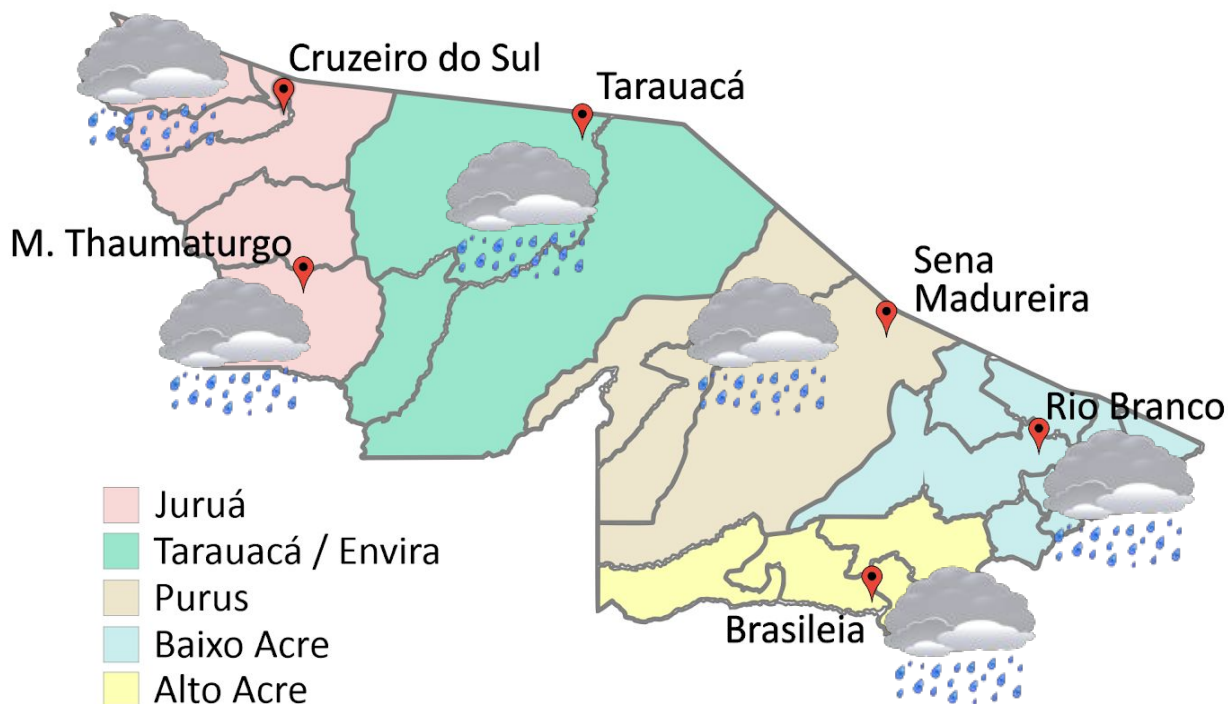 Cruzeiro do Sul
Tarauacá
M. Thaumaturgo
Sena
Madureira
Rio Branco
Brasileia
Juruá
Tarauacá / Envira
Purus
Baixo Acre
Alto Acre